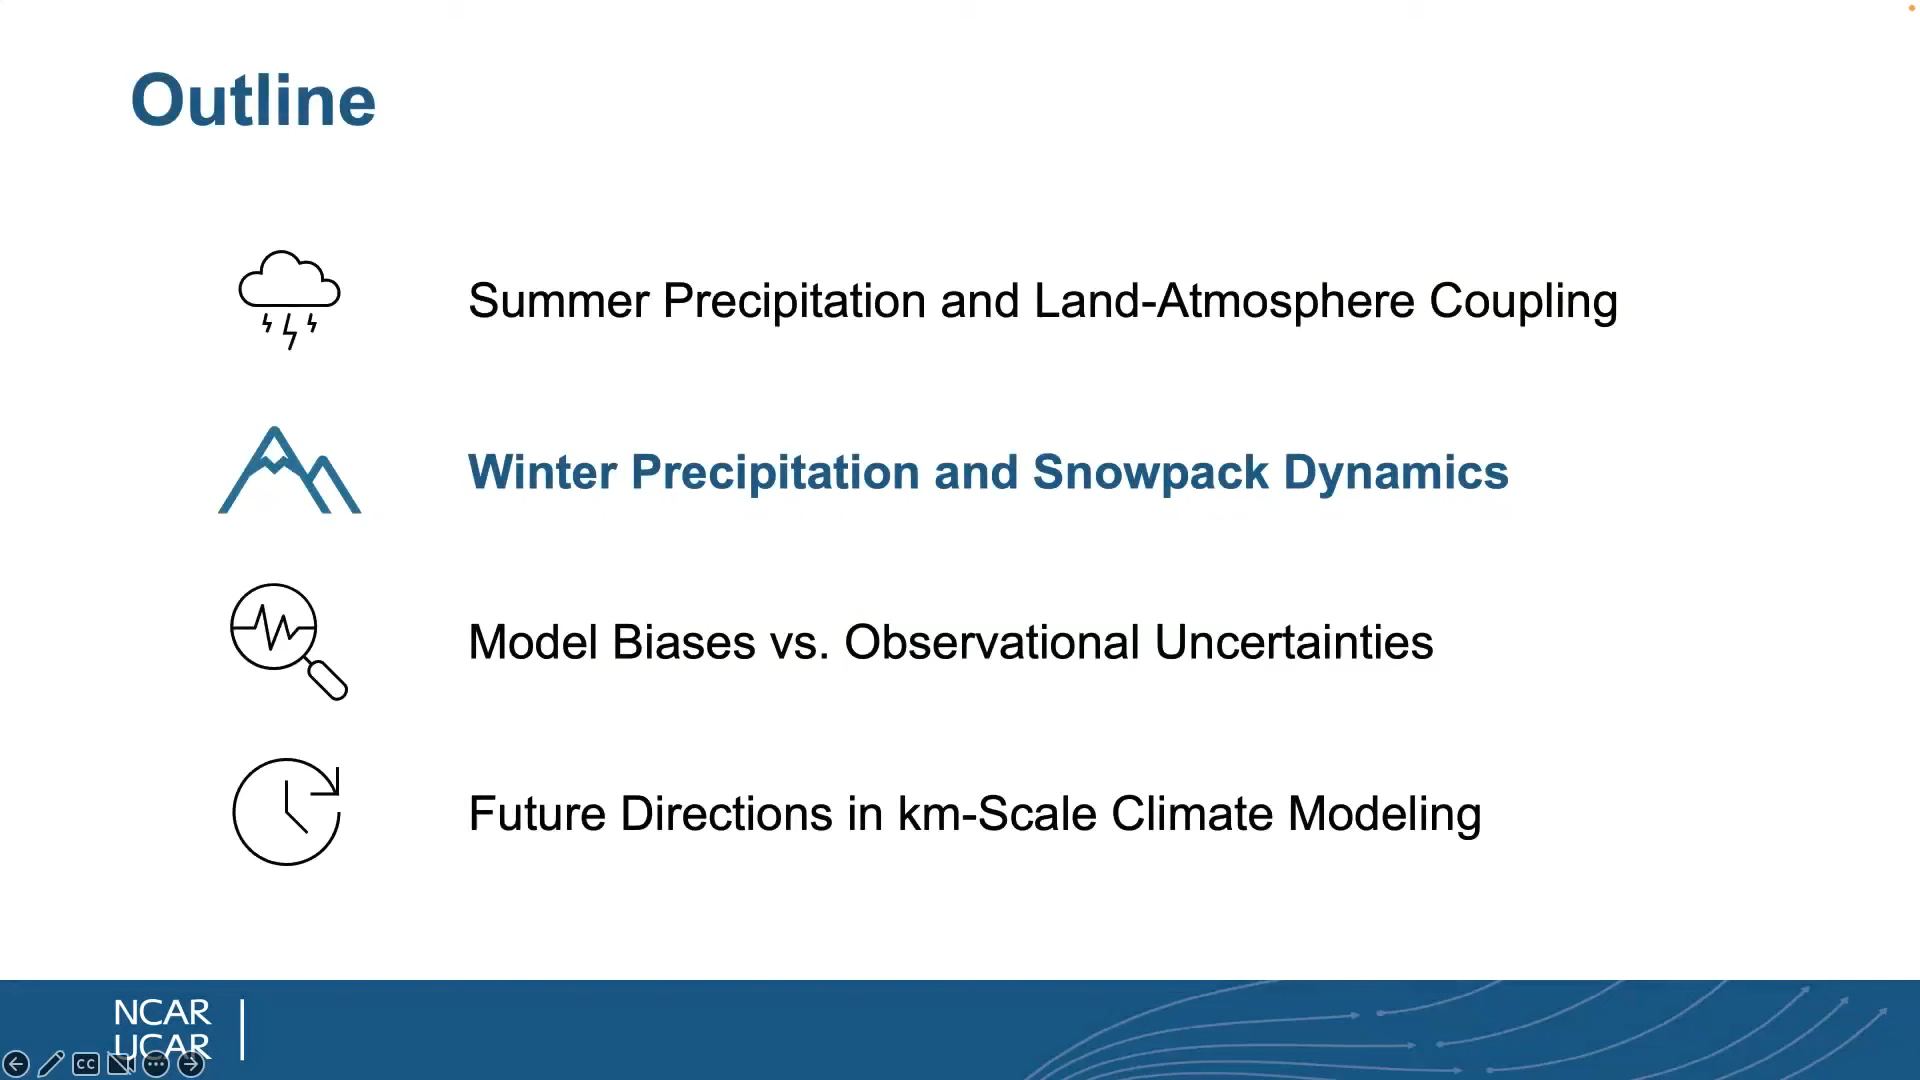 Outline
Summer Precipitation and Land-Atmosphere Coupling
Winter Precipitation and Snowpack Dynamics
Model Biases vs. Observational Uncertainties
Future Directions in km-Scale Climate Modeling
NCAR
UCAR
CC